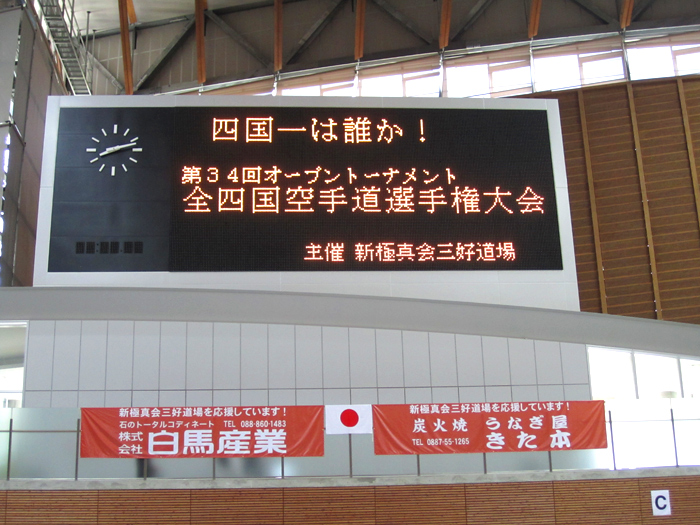 四国一は誰か！
第３４回オープントーナメント
全四国空手道選手権大会
主催 新極真会三好道場
新極真会三好道場を応援しています！
石のトータルコディネート TEL 088-860-1483
株式会社 白馬産業
新極真会三好道場を応援しています！
炭火焼 うなぎ屋
TEL 0887-55-1265 きた本
C